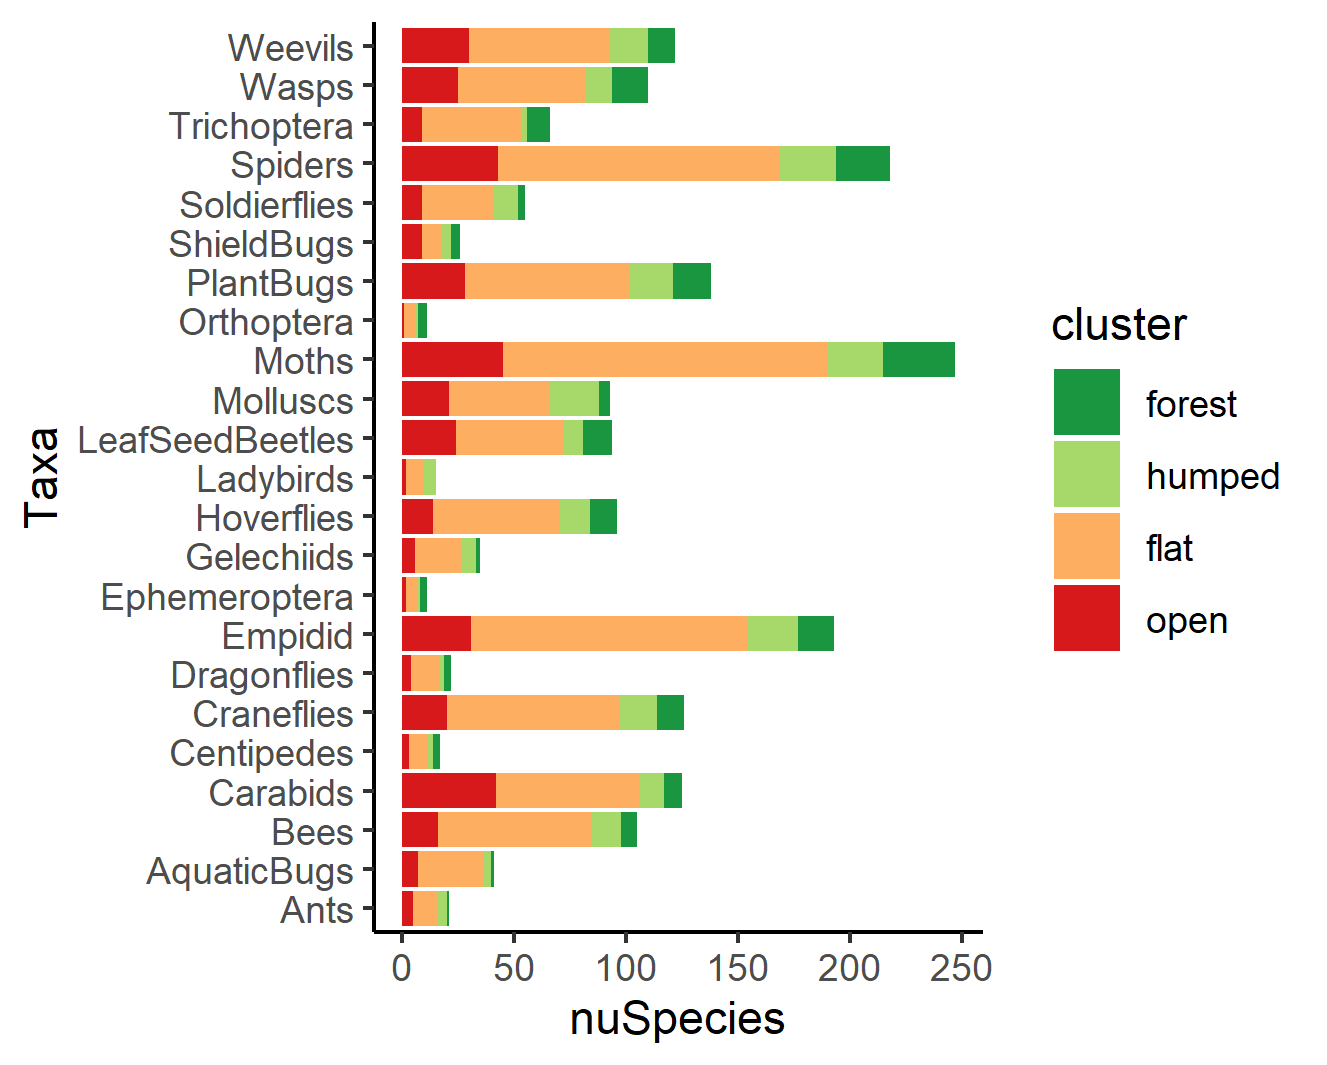 Weevils
Wasps
Trichoptera
Spiders
Soldierflies
ShieldBugs
PlantBugs
Orthoptera
Moths
Molluscs
LeafSeedBeetles
Ladybirds
Hoverflies
Gelechiids
Ephemeroptera
Empidid
Dragonflies
Craneflies
Centipedes
Carabids
Bees
AquaticBugs
Ants
Taxa
0 50 100 150 200 250
nuSpecies
cluster
forest
humped
flat
open